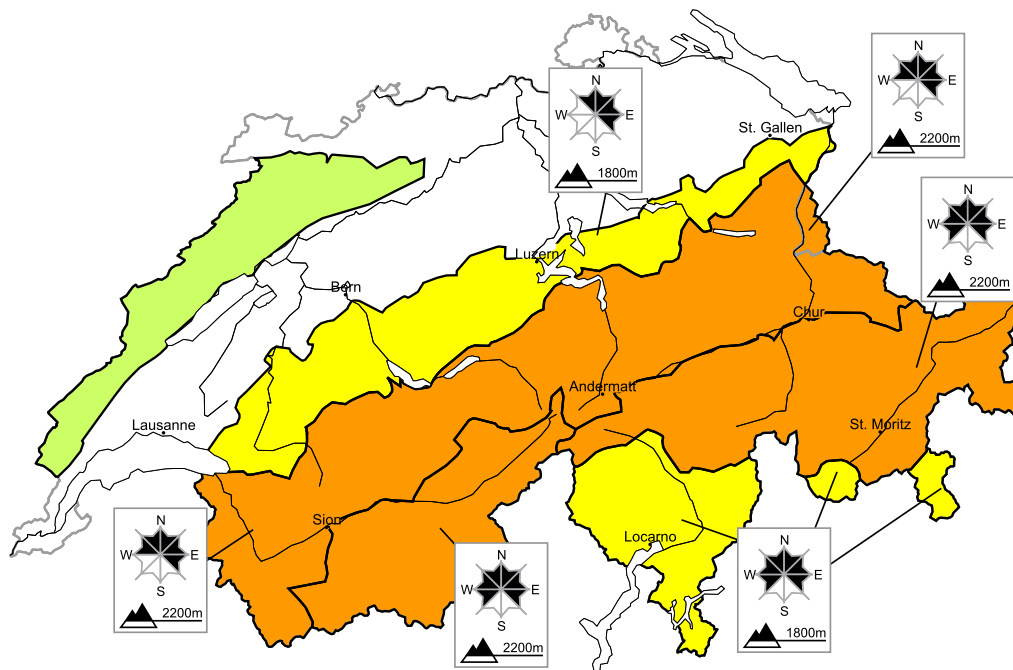 N
W E
S
2200m
N
W E
S
1800m
St. Gallen
N
W E
S
2200m
Luzern
Bern
Chur
Andermatt
Lausanne
St. Moritz
Sion
Locarno
N
W E
S
2200m
N
W E
S
2200m
N
W E
S
1800m